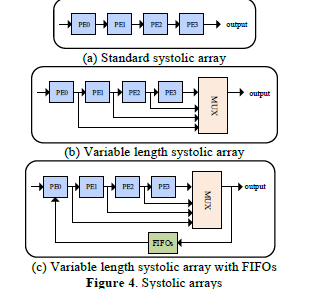 PE0 PE1 PE2 PE3 output
(a) Standard systolic array
PE0 PE1 PE2 PE3 MUX output
(b) Variable length systolic array
PE0 PE1 PE2 PE3 MUX output
FIFOs
(c) Variable length systolic array with FIFOs
Figure 4. Systolic arrays